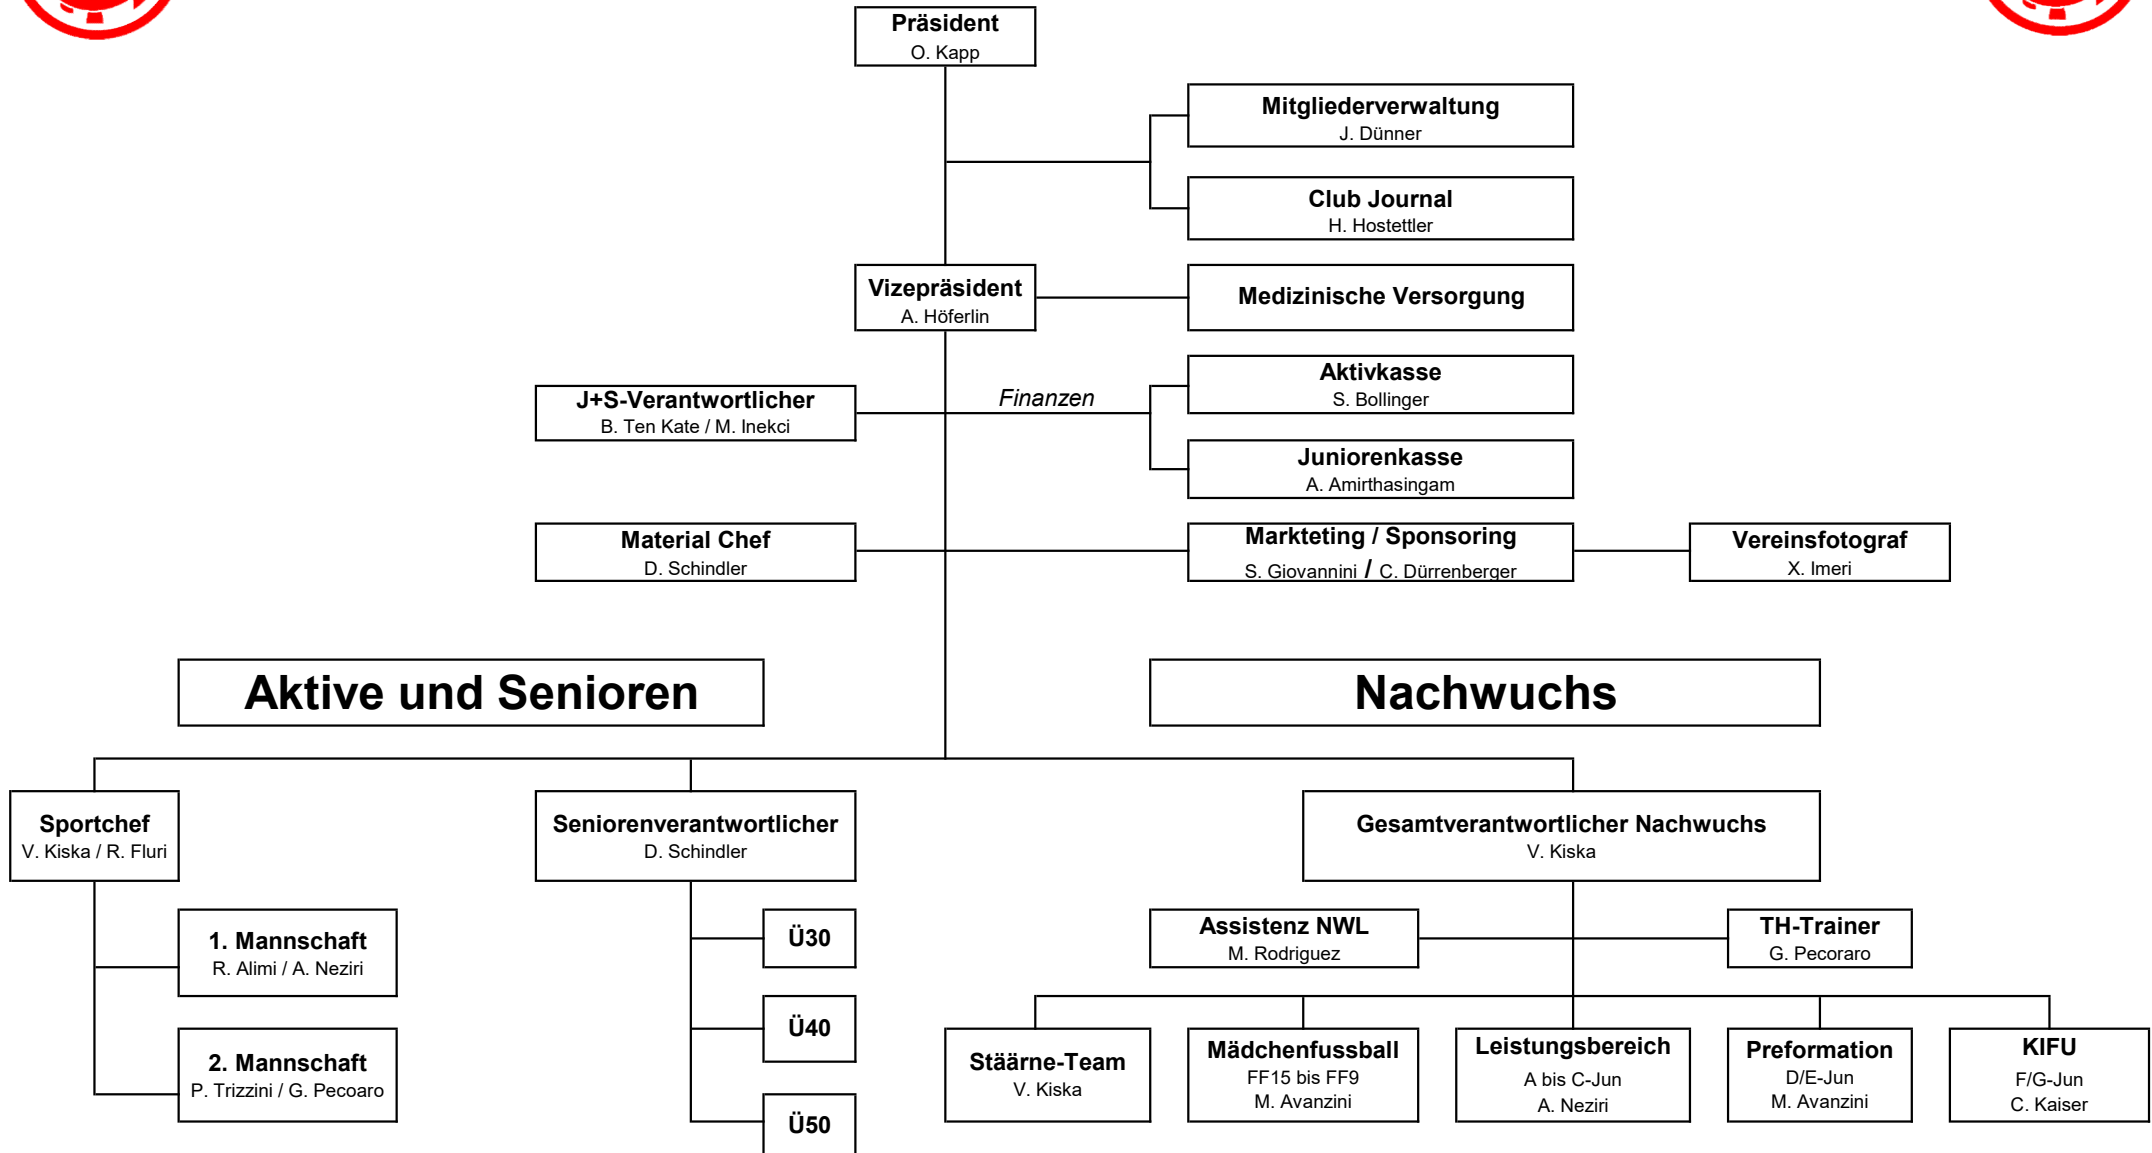 Präsident
O. Kapp
Mitgliederverwaltung
J. Dünner
Club Journal
H. Hostettler
Vizepräsident
A. Höferlin
Medizinische Versorgung
J+S-Verantwortlicher
B. Ten Kate / M. Inekci
Finanzen
Aktivkasse
S. Bollinger
Juniorenkasse
A. Amirthasingam
Material Chef
D. Schindler
Markteting / Sponsoring
S. Giovannini / C. Dürrenberger
Vereinsfotograf
X. Imeri
Aktive und Senioren
Nachwuchs
Sportchef
V. Kiska / R. Fluri
Seniorenverantwortlicher
D. Schindler
Gesamtverantwortlicher Nachwuchs
V. Kiska
1. Mannschaft
R. Alimi / A. Neziri
2. Mannschaft
P. Trizzini / G. Pecoaro
Ü30
Ü40
Ü50
Assistenz NWL
M. Rodriguez
TH-Trainer
G. Pecoraro
Stäärne-Team
V. Kiska
Mädchenfussball
FF15 bis FF9
M. Avanzini
Leistungsbereich
A bis C-Jun
A. Neziri
Preformation
D/E-Jun
M. Avanzini
KIFU
F/G-Jun
C. Kaiser